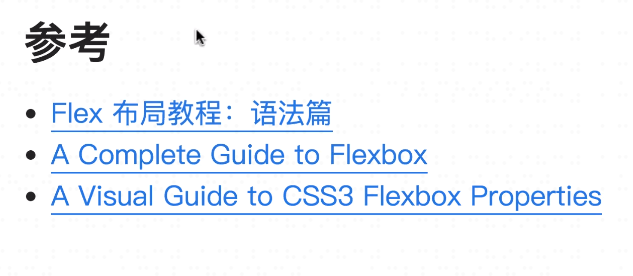 参考
Flex 布局教程：语法篇
A Complete Guide to Flexbox
A Visual Guide to CSS3 Flexbox Properties